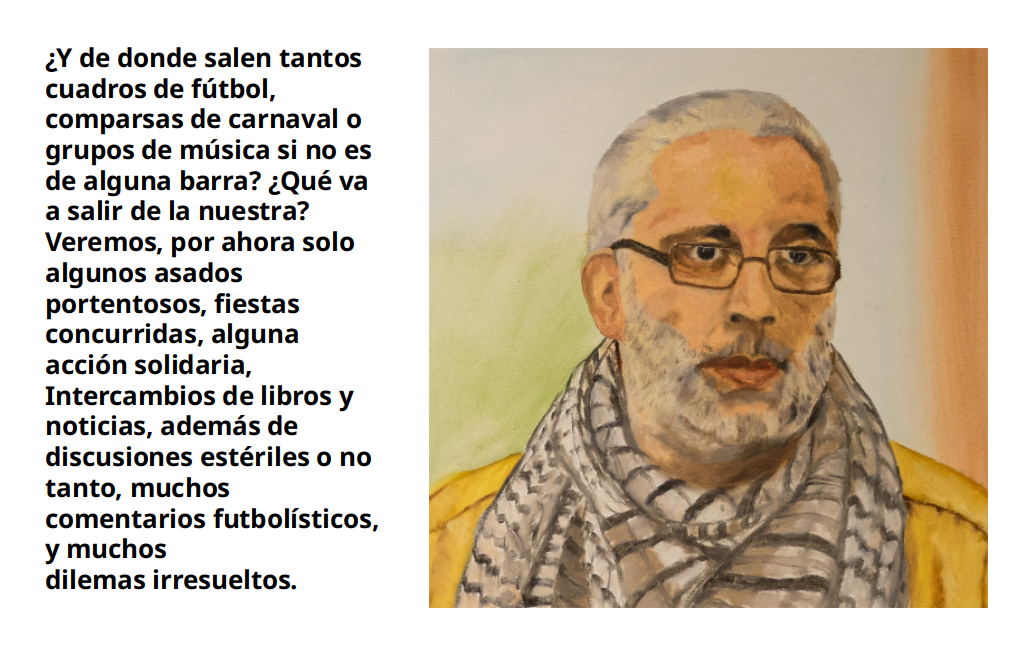 ¿Y de donde salen tantos
cuadros de fútbol,
comparsas de carnaval o
grupos de música si no es
de alguna barra? ¿Qué va
a salir de la nuestra?
Veremos, por ahora solo
algunos asados
portentosos, fiestas
concurridas, alguna
acción solidaria,
Intercambios de libros y
noticias, además de
discusiones estériles o no
tanto, muchos
comentarios futbolísticos,
y muchos
dilemas irresueltos.